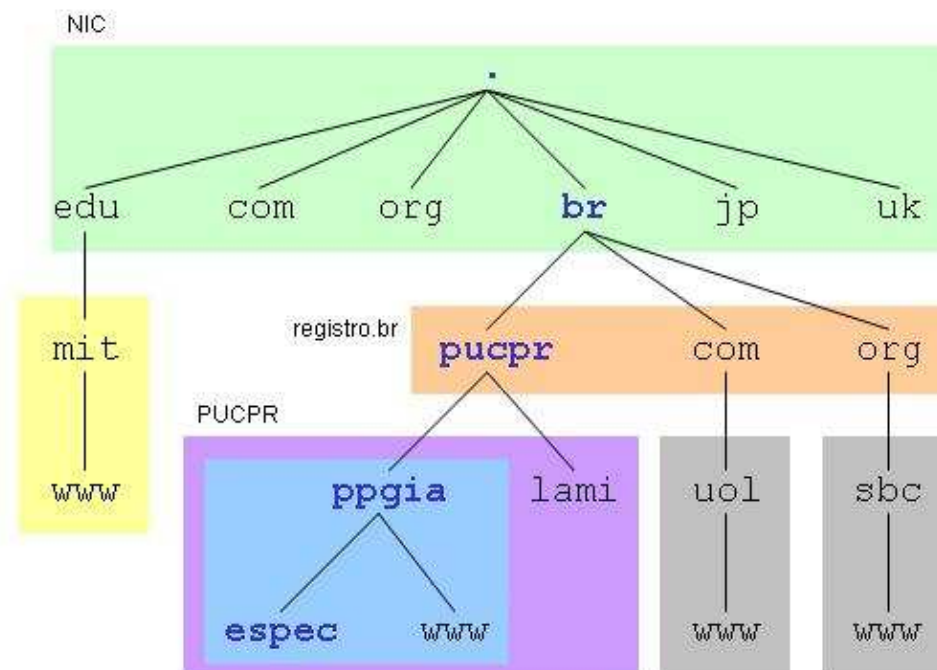 NIC
.
edu com org br jp uk
registro.br
mit pucpr com org
PUCPR
www ppgia lami uol sbc
espec www www www